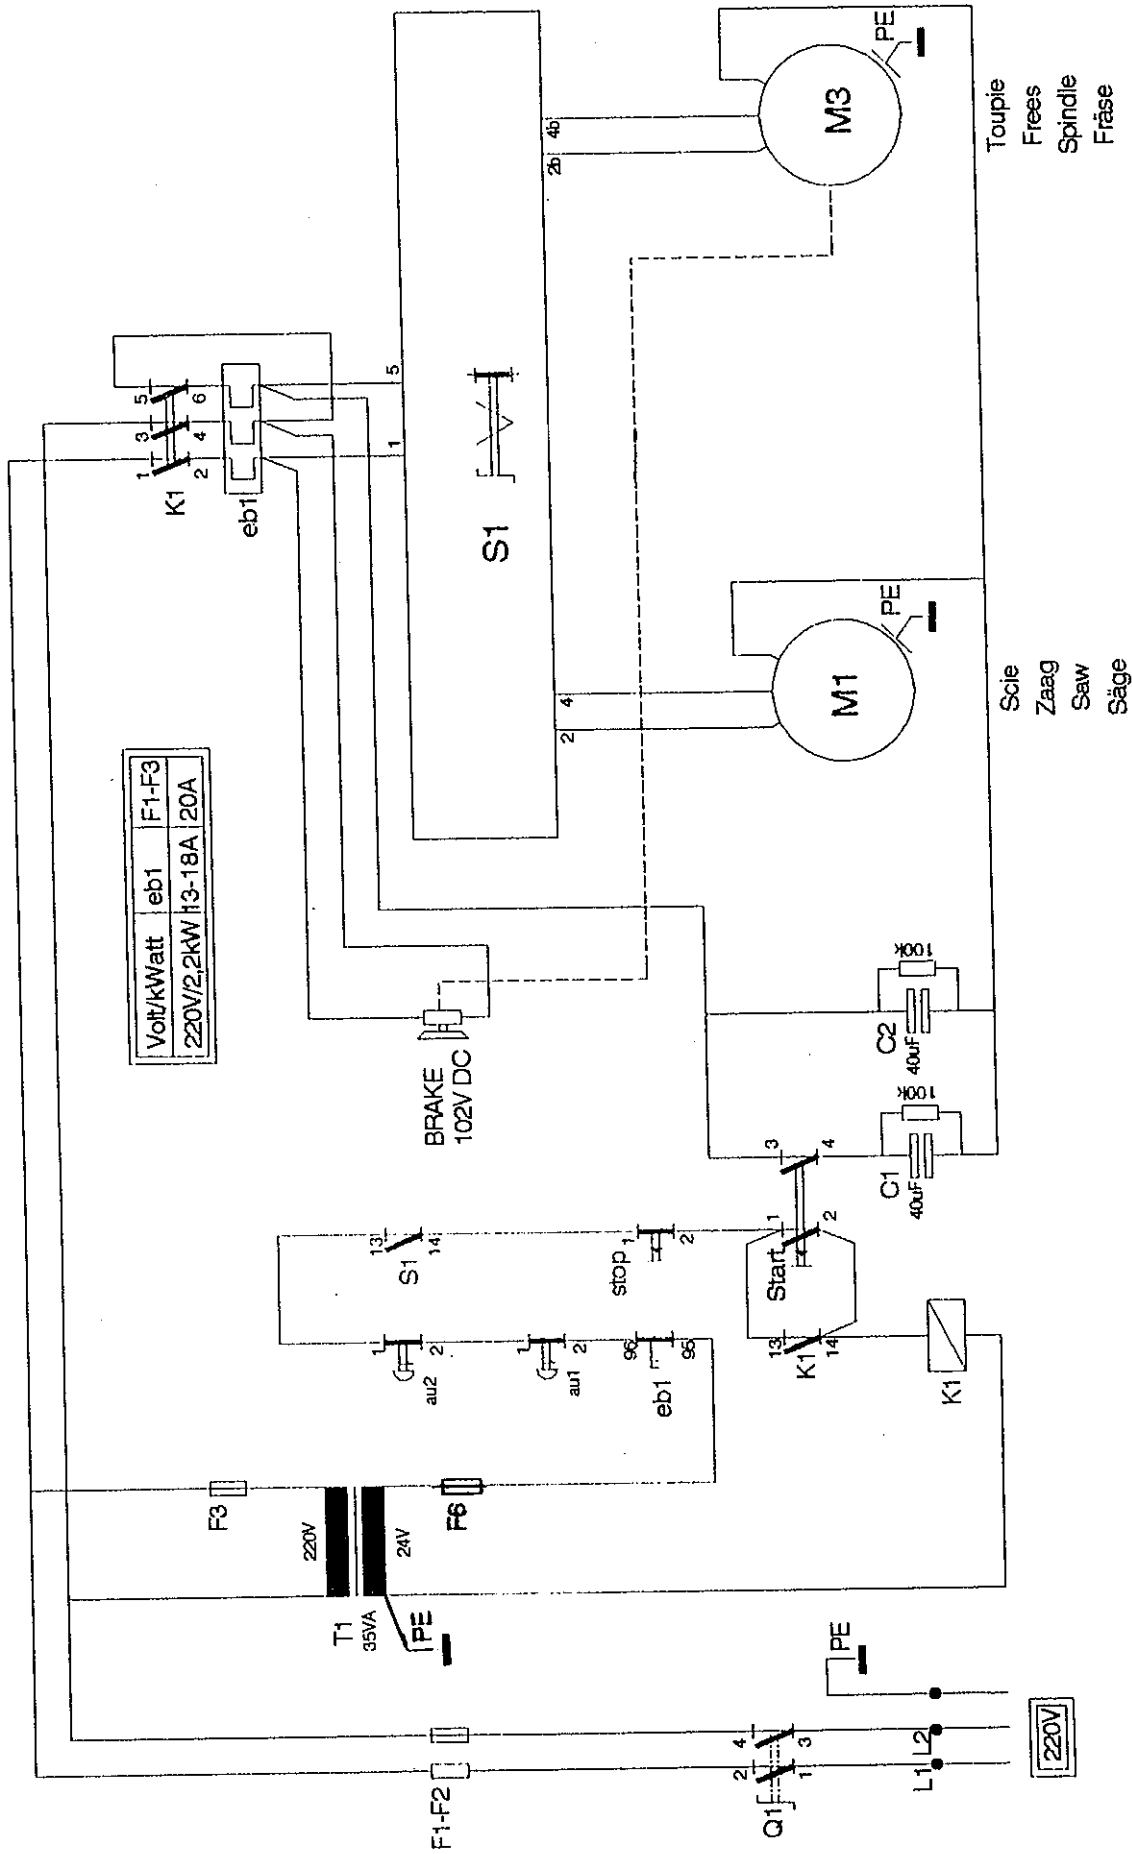 Volt/kWatt eb1 F1-F3
220V/2,2kW 13-18A 20A
F1-F2
Q1
2 4
1 3
L1 L2
PE
220V
T1
35VA
220V
24V
PE
F3
F6
au2
1 2
au1
1 2
eb1
96 95
S1
13 14
stop
1 2
Start
1 2
3 4
K1
13 14
K1
C1
40uF
100k
C2
40uF
100k
BRAKE
102V DC
K1
1 3 5
2 4 6
eb1
1 5
S1
2 4
2b 4b
M1
PE
Scie
Zaag
Saw
Säge
M3
PE
Toupie
Frees
Spindle
Fräse